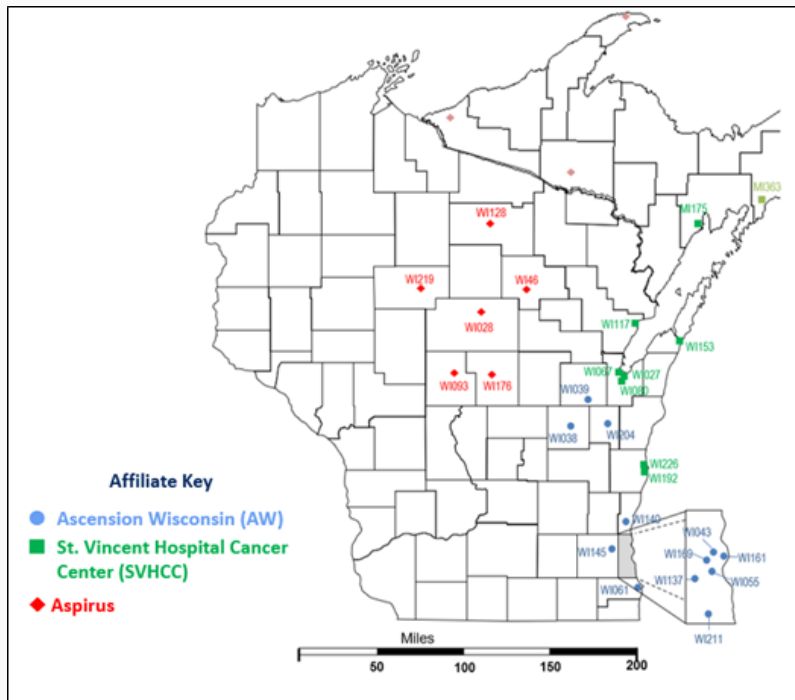 MI363
MI175
WI128
WI219
WI46
WI028
WI117
WI153
WI067
WI027
WI080
WI093
WI176
WI039
WI038
WI204
WI226
WI192
Affiliate Key
Ascension Wisconsin (AW)
St. Vincent Hospital Cancer
Center (SVHCC)
Aspirus
WI140
WI043
WI145
WI169
WI161
WI137
WI055
WI061
WI211
Miles
50
100
150
200